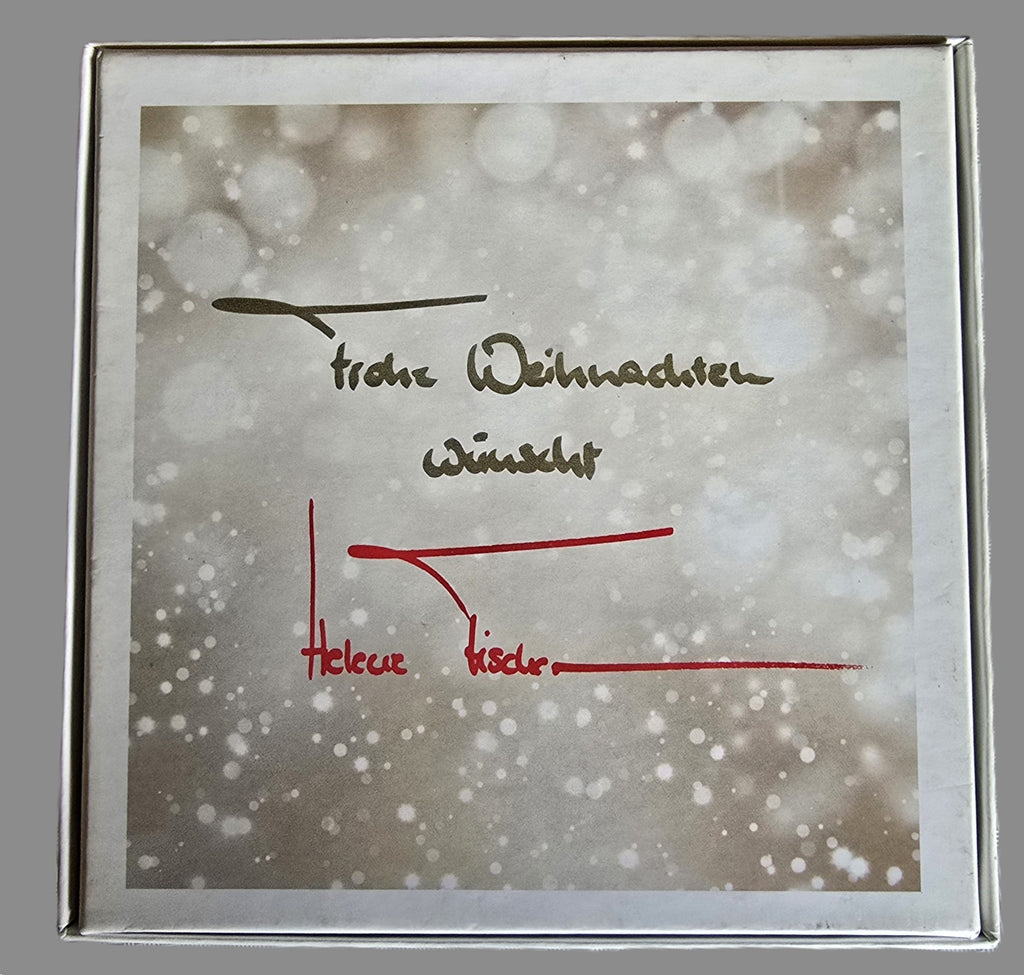 Frohe Weihnachten
wünscht
Helene Fischer